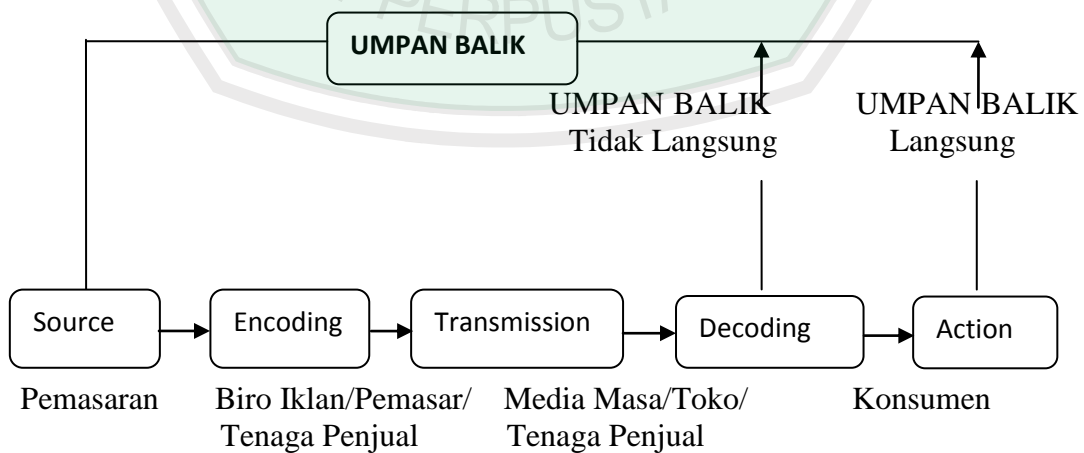 PERPUSTA
UMPAN BALIK
UMPAN BALIK
Tidak Langsung
UMPAN BALIK
Langsung
Source
Encoding
Transmission
Decoding
Action
Pemasaran
Biro Iklan/Pemasar/
Tenaga Penjual
Media Masa/Toko/
Tenaga Penjual
Konsumen